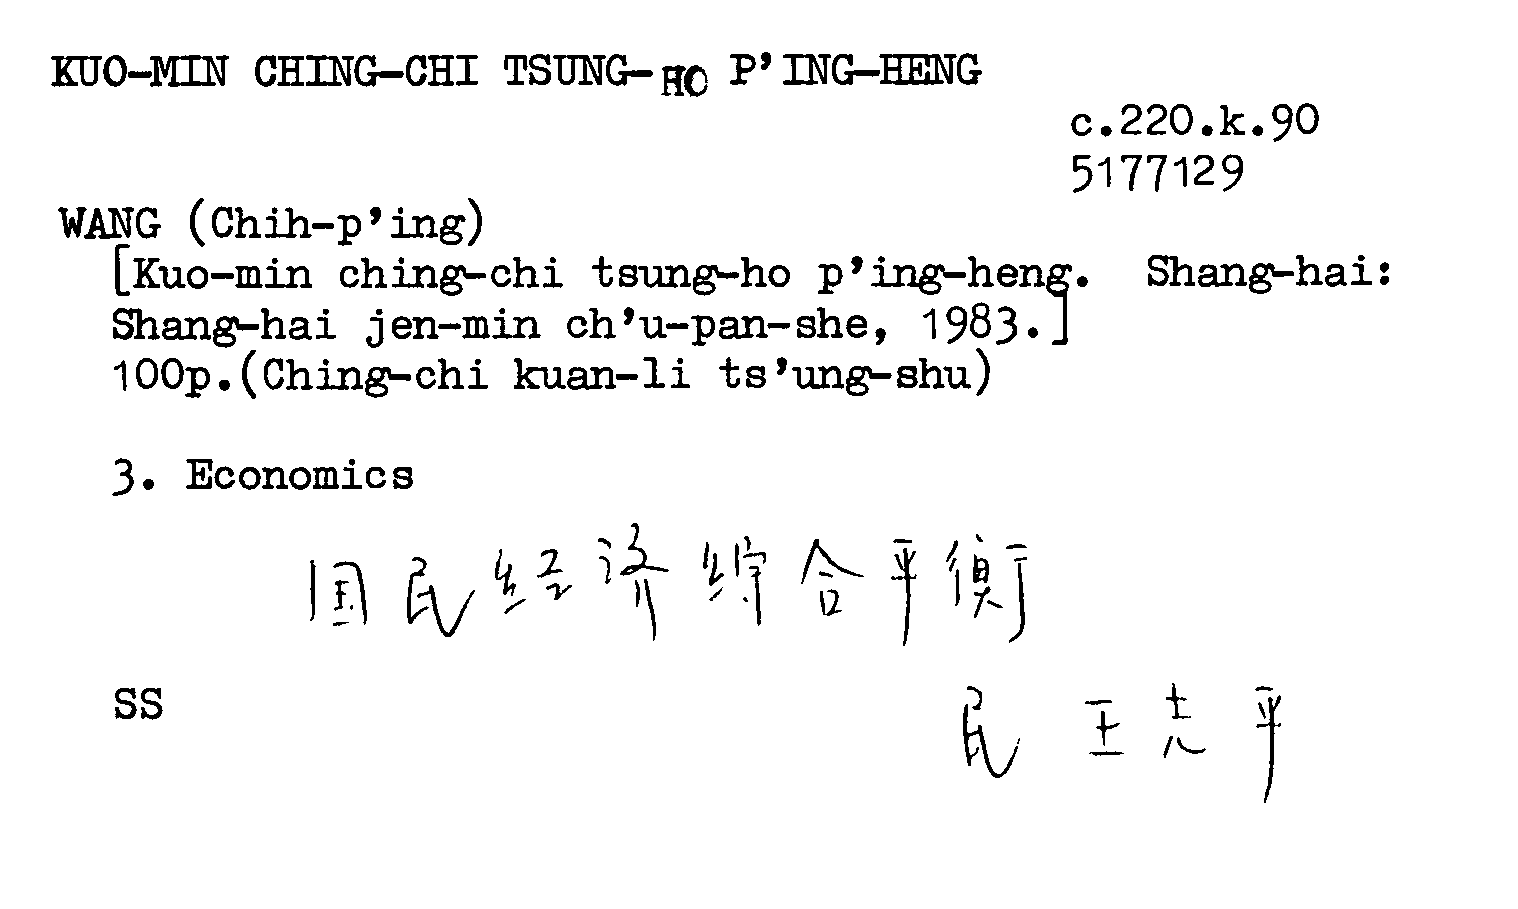 KUO-MIN CHING-CHI TSUNG-HO P'ING-HENG
c.220.k.90
5177129
WANG (Chih-p'ing)
[Kuo-min ching-chi tsung-ho p'ing-heng. Shang-hai:
Shang-hai jen-min ch'u-pan-she, 1983.]
100p.(Ching-chi kuan-li ts'ung-shu)
3. Economics
国民经济综合平衡
SS
民 王志平